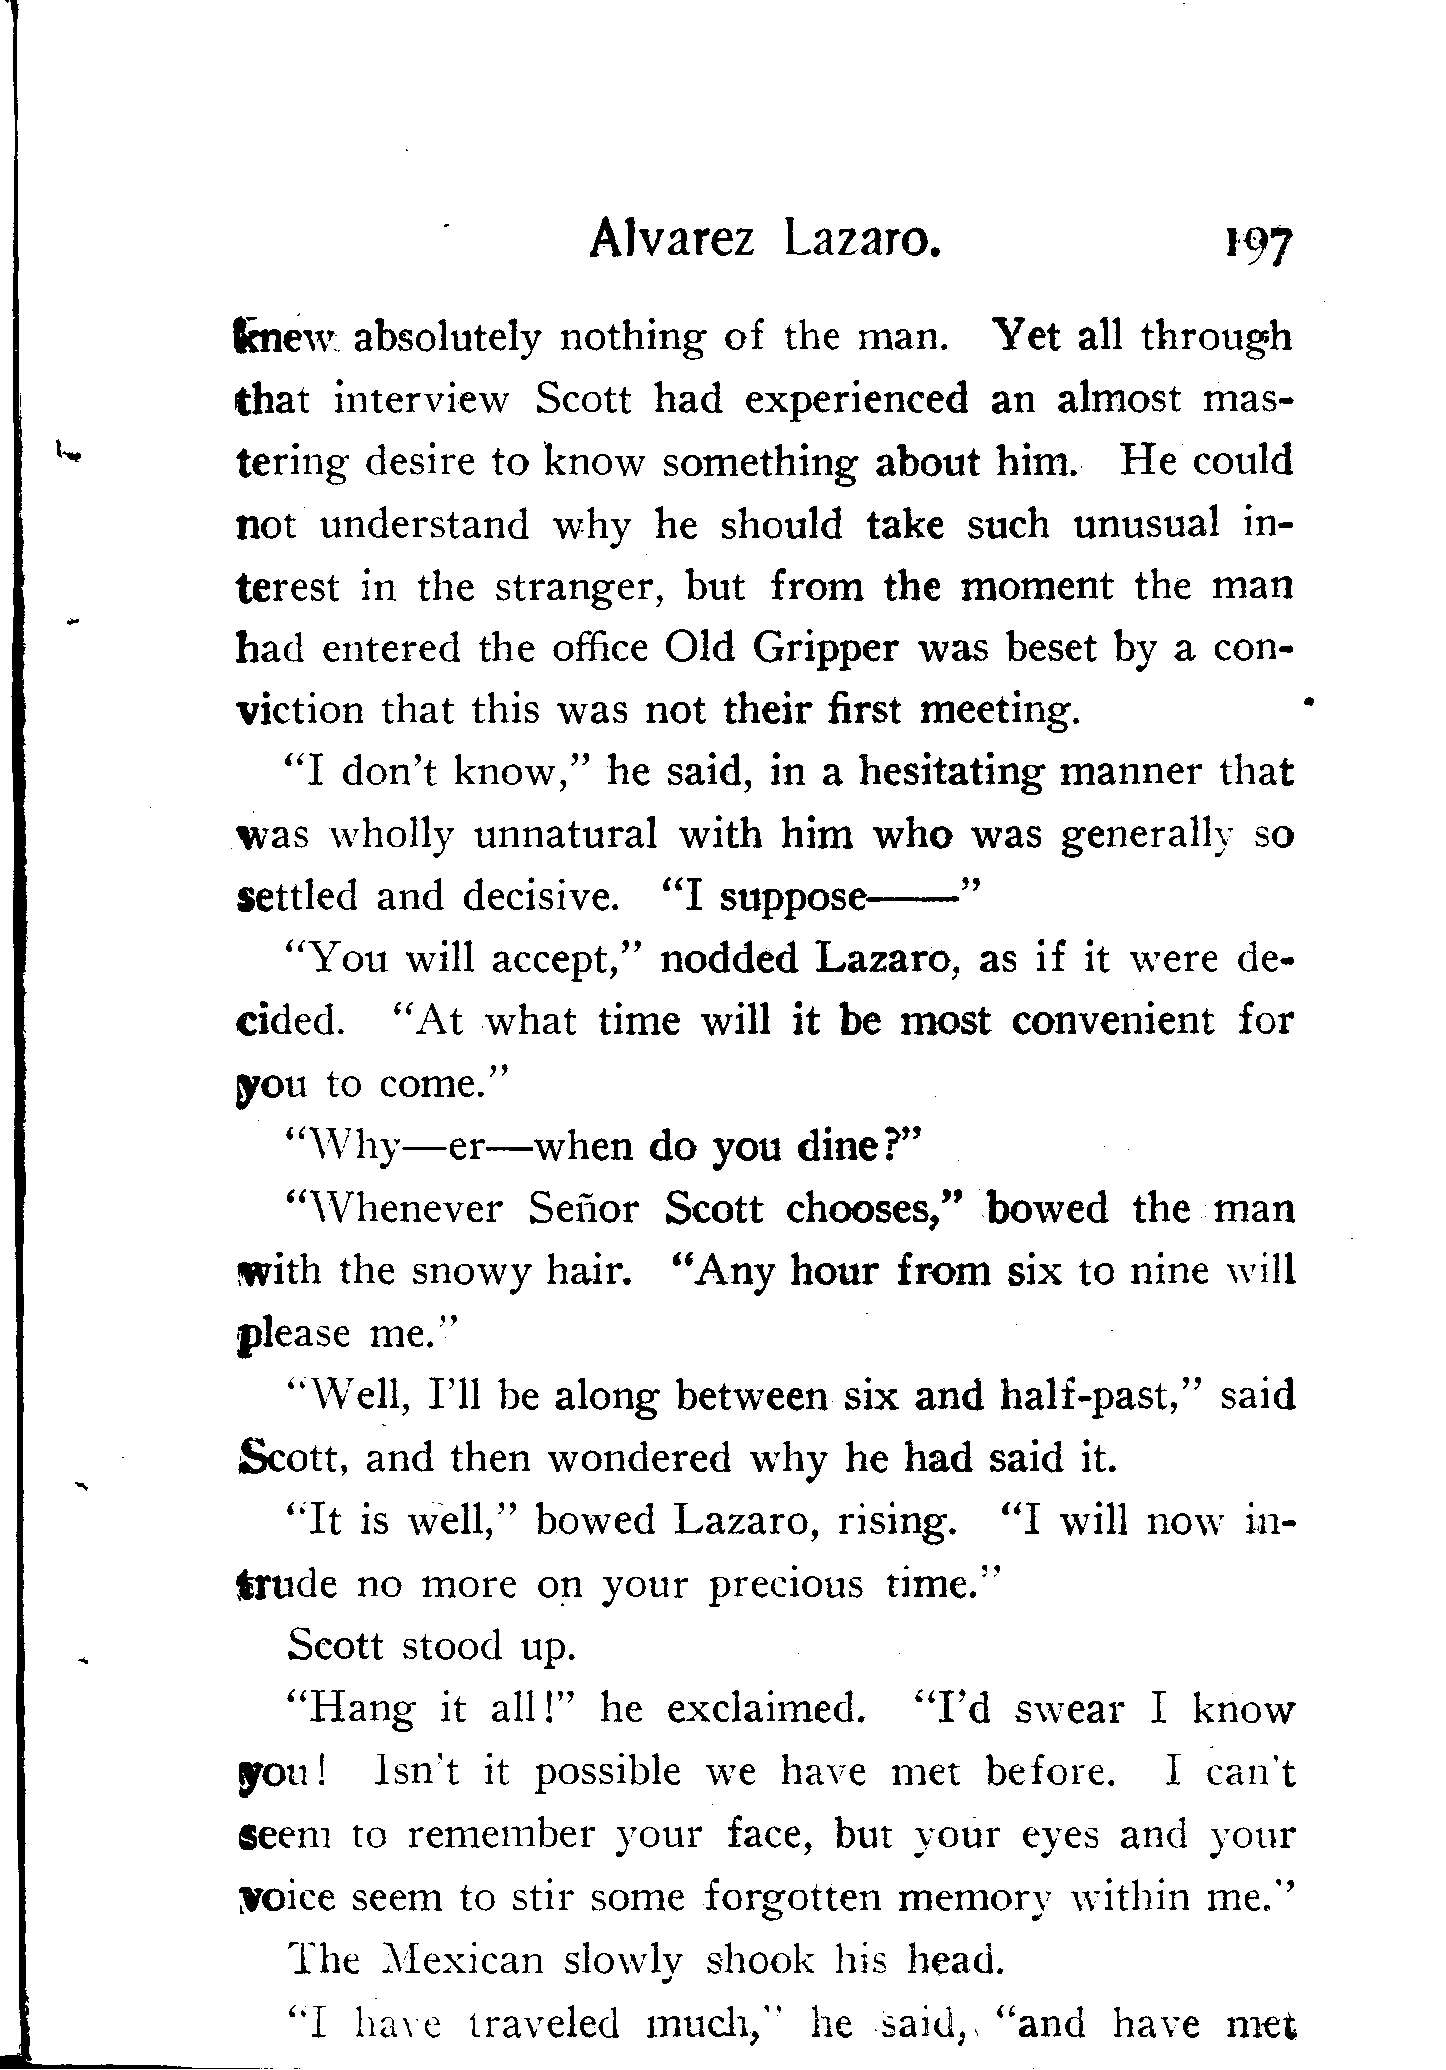 Alvarez Lazaro. 197
knew absolutely nothing of the man. Yet all through
that interview Scott had experienced an almost mas-
tering desire to know something about him. He could
not understand why he should take such unusual in-
terest in the stranger, but from the moment the man
had entered the office Old Gripper was beset by a con-
viction that this was not their first meeting.
"I don't know," he said, in a hesitating manner that
was wholly unnatural with him who was generally so
settled and decisive. "I suppose——"
"You will accept," nodded Lazaro, as if it were de-
cided. "At what time will it be most convenient for
you to come."
"Why—er—when do you dine?"
"Whenever Señor Scott chooses," bowed the man
with the snowy hair. "Any hour from six to nine will
please me."
"Well, I'll be along between six and half-past," said
Scott, and then wondered why he had said it.
"It is well," bowed Lazaro, rising. "I will now in-
trude no more on your precious time."
Scott stood up.
"Hang it all!" he exclaimed. "I'd swear I know
you! Isn't it possible we have met before. I can't
seem to remember your face, but your eyes and your
voice seem to stir some forgotten memory within me."
The Mexican slowly shook his head.
"I have traveled much," he said, "and have met